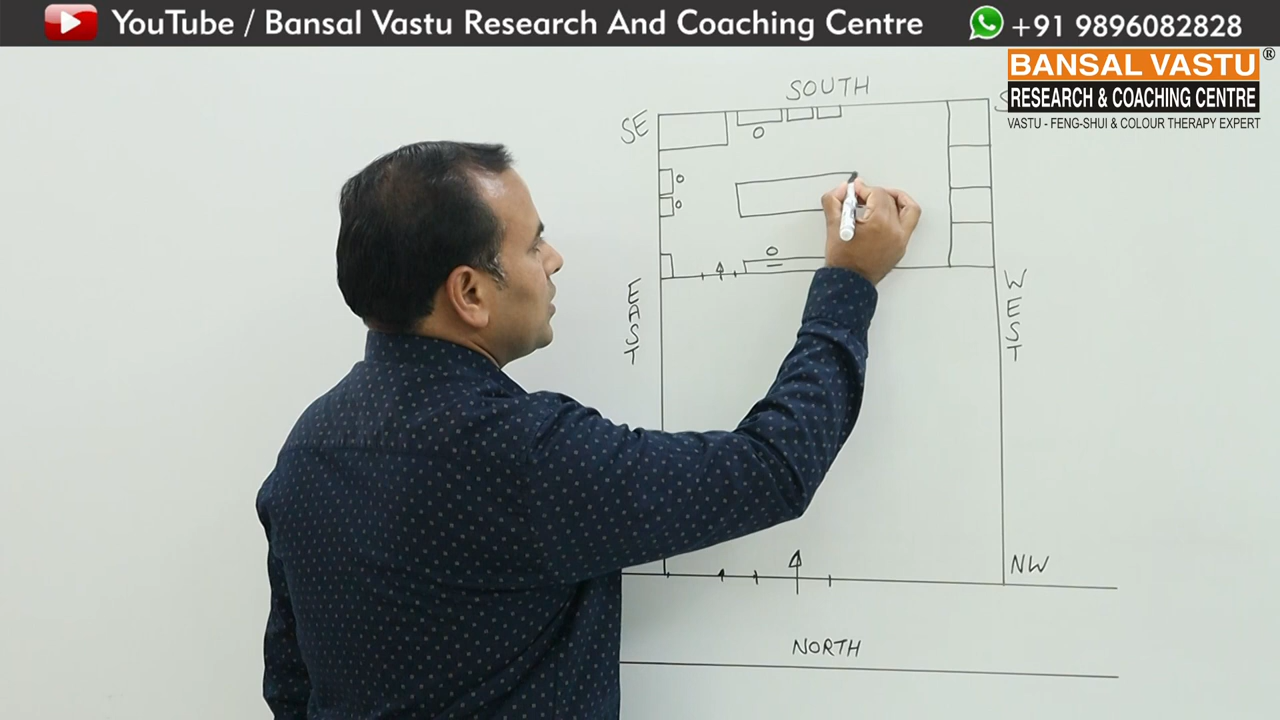 YouTube / Bansal Vastu Research And Coaching Centre
+91 9896082828
BANSAL VASTU®
RESEARCH & COACHING CENTRE
VASTU - FENG-SHUI & COLOUR THERAPY EXPERT
SOUTH
SE
EAST
WEST
NW
NORTH